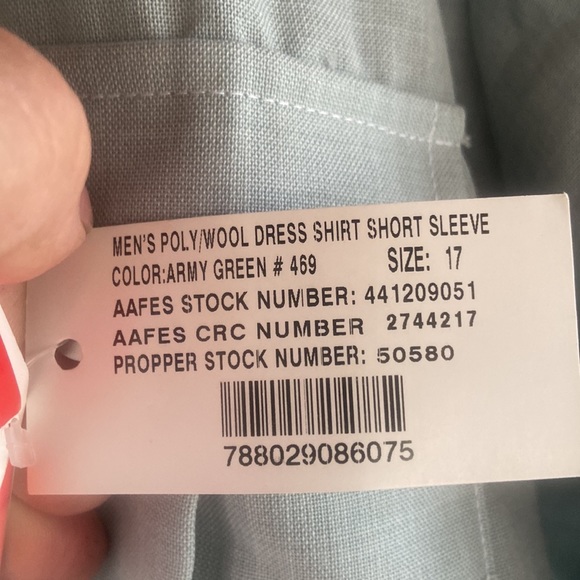 MEN'S POLY/WOOL DRESS SHIRT SHORT SLEEVE
COLOR:ARMY GREEN # 469 SIZE: 17
AAFES STOCK NUMBER: 441209051
AAFES CRC NUMBER 2744217
PROPPER STOCK NUMBER: 50580
788029086075